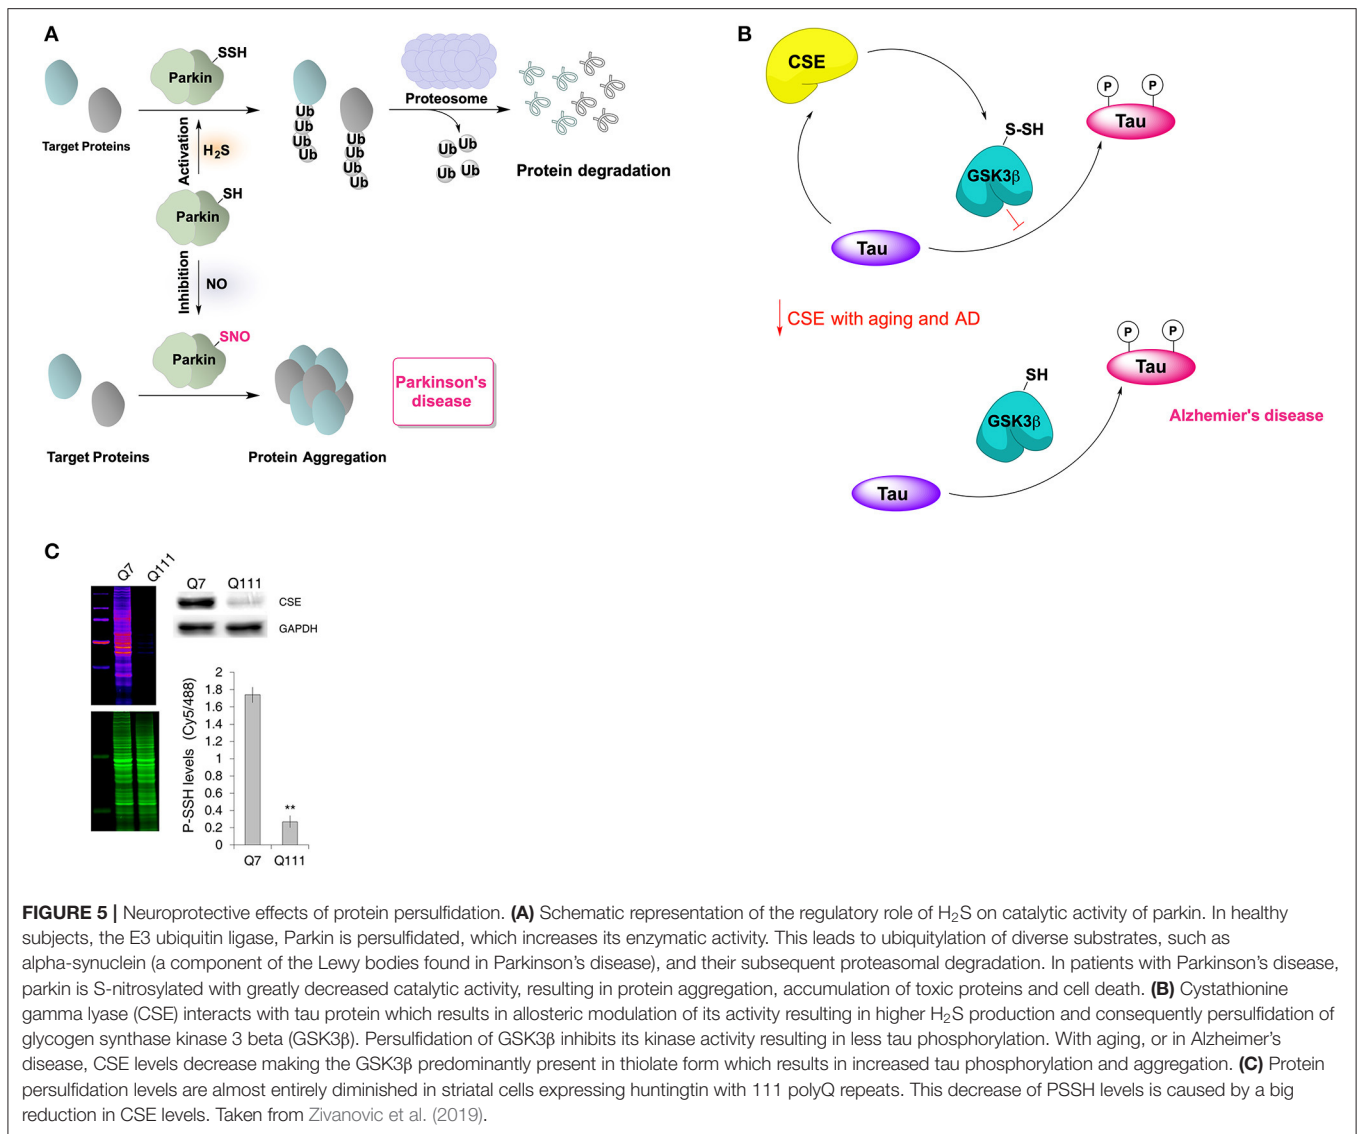 A
SSH
Parkin
Target Proteins
Activation
H₂S
SH
Parkin
Inhibition
NO
SNO
Parkin
Target Proteins
Ub
Ub
Ub
Ub
Ub
Ub
Ub
Ub
Proteosome
Ub
Ub
Ub
Ub
Protein degradation
Protein Aggregation
Parkinson's
disease
B
CSE
S-SH
GSK3β
P
P
Tau
Tau
CSE with aging and AD
P
P
Tau
SH
GSK3β
Alzhemier's disease
Tau
C
Q7
Q111
Q7
Q111
CSE
GAPDH
P-SSH levels (Cy5/488)
2
1.8
1.6
1.4
1.2
1
0.8
0.6
0.4
0.2
0
**
Q7
Q111
FIGURE 5 | Neuroprotective effects of protein persulfidation. (A) Schematic representation of the regulatory role of H₂S on catalytic activity of parkin. In healthy
subjects, the E3 ubiquitin ligase, Parkin is persulfidated, which increases its enzymatic activity. This leads to ubiquitylation of diverse substrates, such as
alpha-synuclein (a component of the Lewy bodies found in Parkinson's disease), and their subsequent proteasomal degradation. In patients with Parkinson's disease,
parkin is S-nitrosylated with greatly decreased catalytic activity, resulting in protein aggregation, accumulation of toxic proteins and cell death. (B) Cystathionine
gamma lyase (CSE) interacts with tau protein which results in allosteric modulation of its activity resulting in higher H₂S production and consequently persulfidation of
glycogen synthase kinase 3 beta (GSK3β). Persulfidation of GSK3β inhibits its kinase activity resulting in less tau phosphorylation. With aging, or in Alzheimer's
disease, CSE levels decrease making the GSK3β predominantly present in thiolate form which results in increased tau phosphorylation and aggregation. (C) Protein
persulfidation levels are almost entirely diminished in striatal cells expressing huntingtin with 111 polyQ repeats. This decrease of PSSH levels is caused by a big
reduction in CSE levels. Taken from Zivanovic et al. (2019).